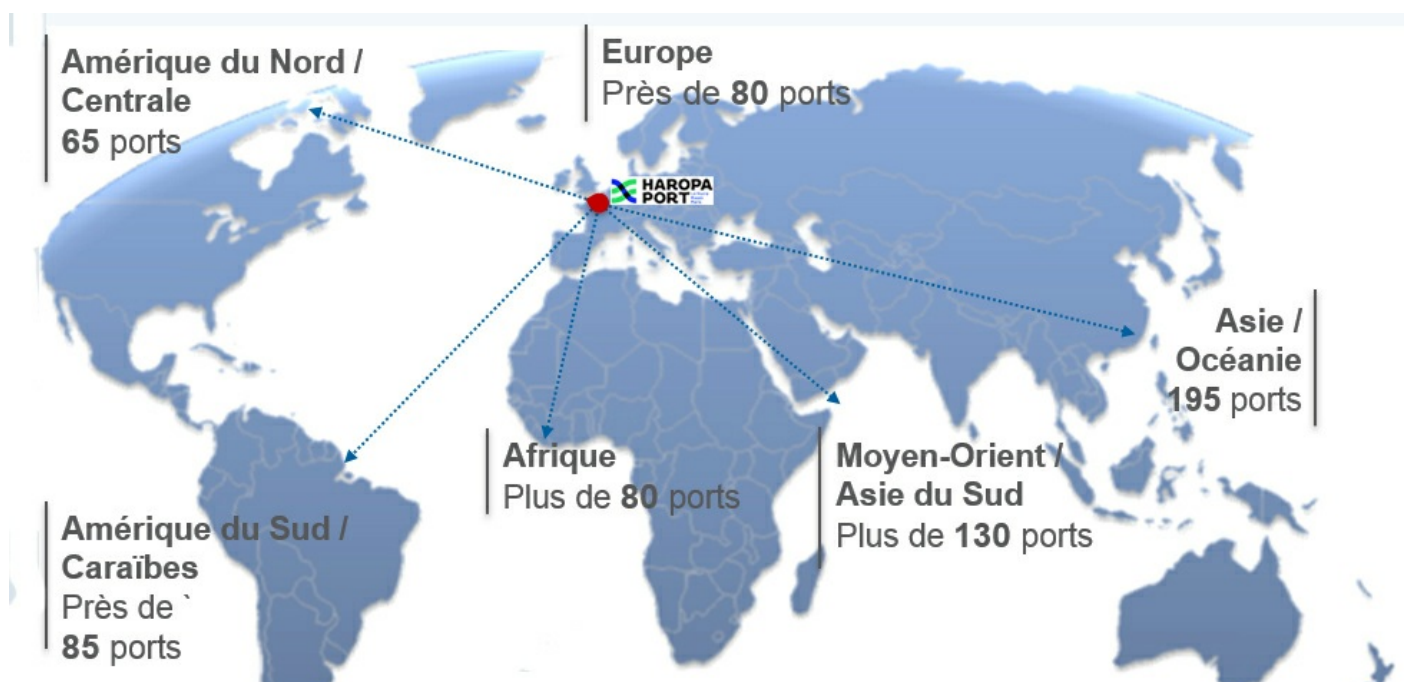 Amérique du Nord /
Centrale
65 ports
Europe
Près de 80 ports
HAROPA
PORT
Asie /
Océanie
195 ports
Afrique
Plus de 80 ports
Moyen-Orient /
Asie du Sud
Plus de 130 ports
Amérique du Sud /
Caraïbes
Près de `
85 ports